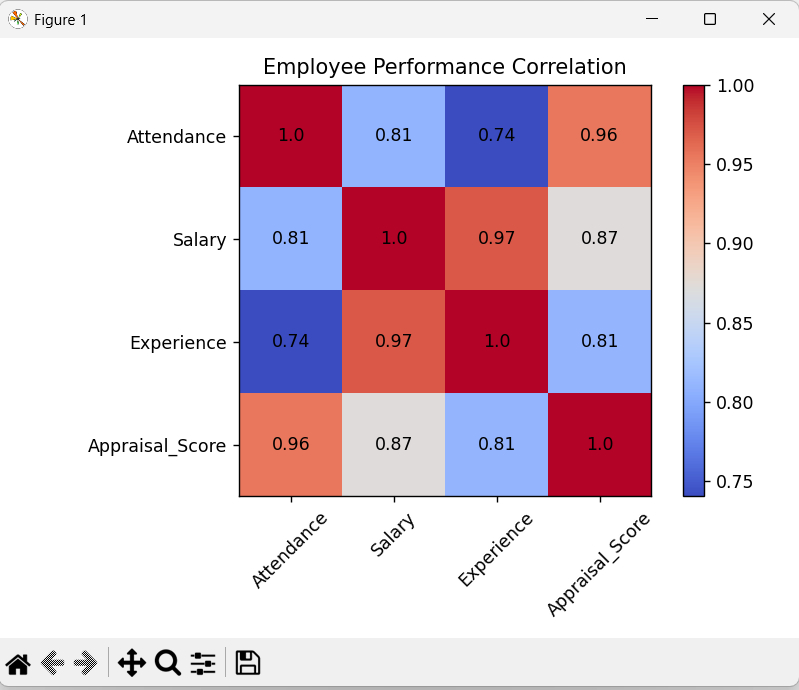 Figure 1
Employee Performance Correlation
Attendance 1.0 0.81 0.74 0.96
Salary 0.81 1.0 0.97 0.87
Experience 0.74 0.97 1.0 0.81
Appraisal_Score 0.96 0.87 0.81 1.0
Attendance Salary Experience Appraisal_Score
1.00
0.95
0.90
0.85
0.80
0.75